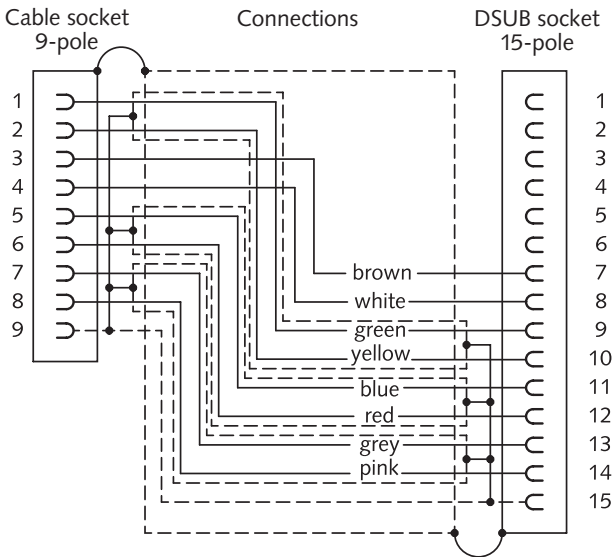 Cable socket
9-pole
Connections
DSUB socket
15-pole
1
2
3
4
5
6
7
8
9
brown
white
green
yellow
blue
red
grey
pink
1
2
3
4
5
6
7
8
9
10
11
12
13
14
15